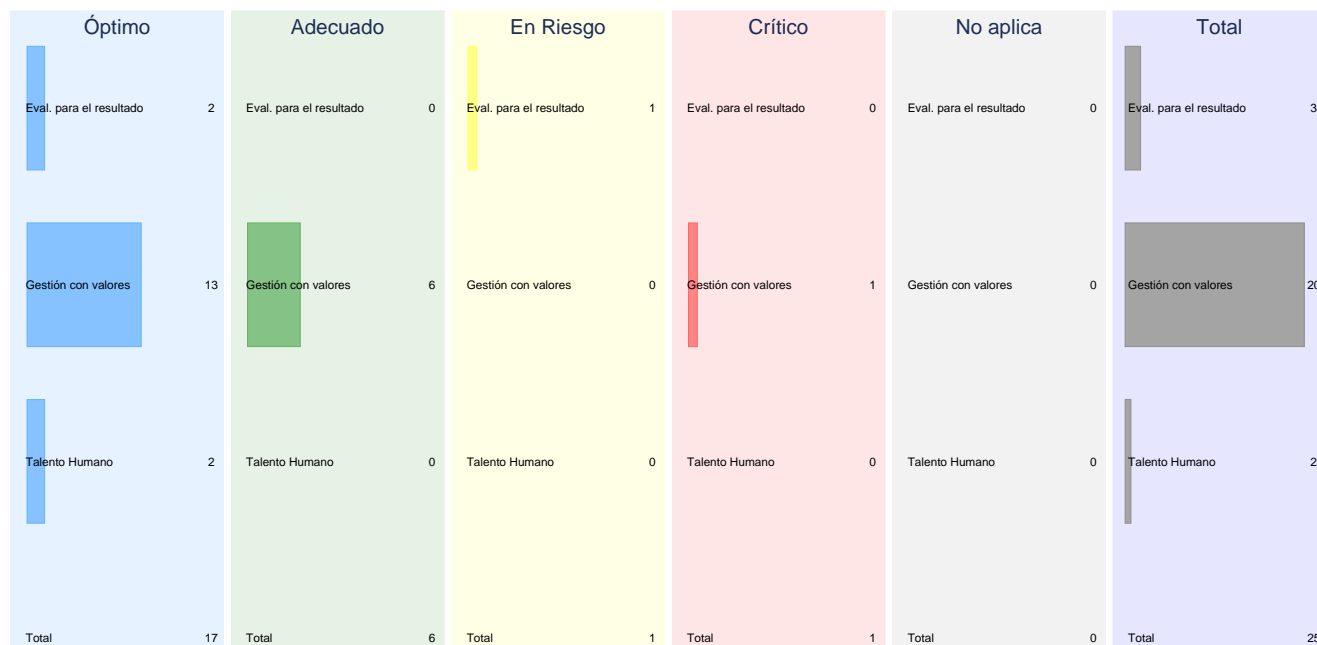 Óptimo Adecuado En Riesgo Crítico No aplica Total
Eval. para el resultado 2 Eval. para el resultado 0 Eval. para el resultado 1 Eval. para el resultado 0 Eval. para el resultado 0 Eval. para el resultado 3
Gestión con valores 13 Gestión con valores 6 Gestión con valores 0 Gestión con valores 1 Gestión con valores 0 Gestión con valores 20
Talento Humano 2 Talento Humano 0 Talento Humano 0 Talento Humano 0 Talento Humano 0 Talento Humano 2
Total 17 Total 6 Total 1 Total 1 Total 0 Total 25